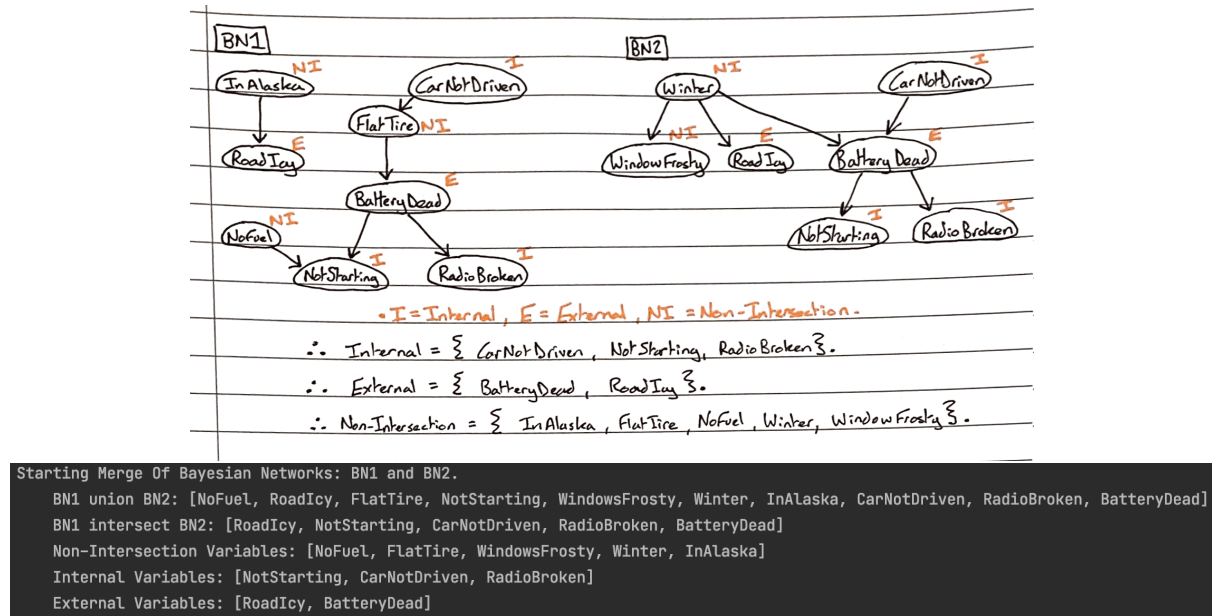 BN1
InAlaska NI
CarNotDriven I
FlatTire NI
RoadIcy E
BatteryDead E
NoFuel NI
NotStarting I
RadioBroken I
BN2
Winter NI
CarNotDriven I
WindowFrosty NI
RoadIcy E
BatteryDead E
NotStarting I
RadioBroken I
• I = Internal, E = External, NI = Non-Intersection.
∴ Internal = { CarNotDriven, NotStarting, RadioBroken }.
∴ External = { BatteryDead, RoadIcy }.
∴ Non-Intersection = { InAlaska, FlatTire, NoFuel, Winter, WindowFrosty }.
Starting Merge Of Bayesian Networks: BN1 and BN2.
BN1 union BN2: [NoFuel, RoadIcy, FlatTire, NotStarting, WindowsFrosty, Winter, InAlaska, CarNotDriven, RadioBroken, BatteryDead]
BN1 intersect BN2: [RoadIcy, NotStarting, CarNotDriven, RadioBroken, BatteryDead]
Non-Intersection Variables: [NoFuel, FlatTire, WindowsFrosty, Winter, InAlaska]
Internal Variables: [NotStarting, CarNotDriven, RadioBroken]
External Variables: [RoadIcy, BatteryDead]